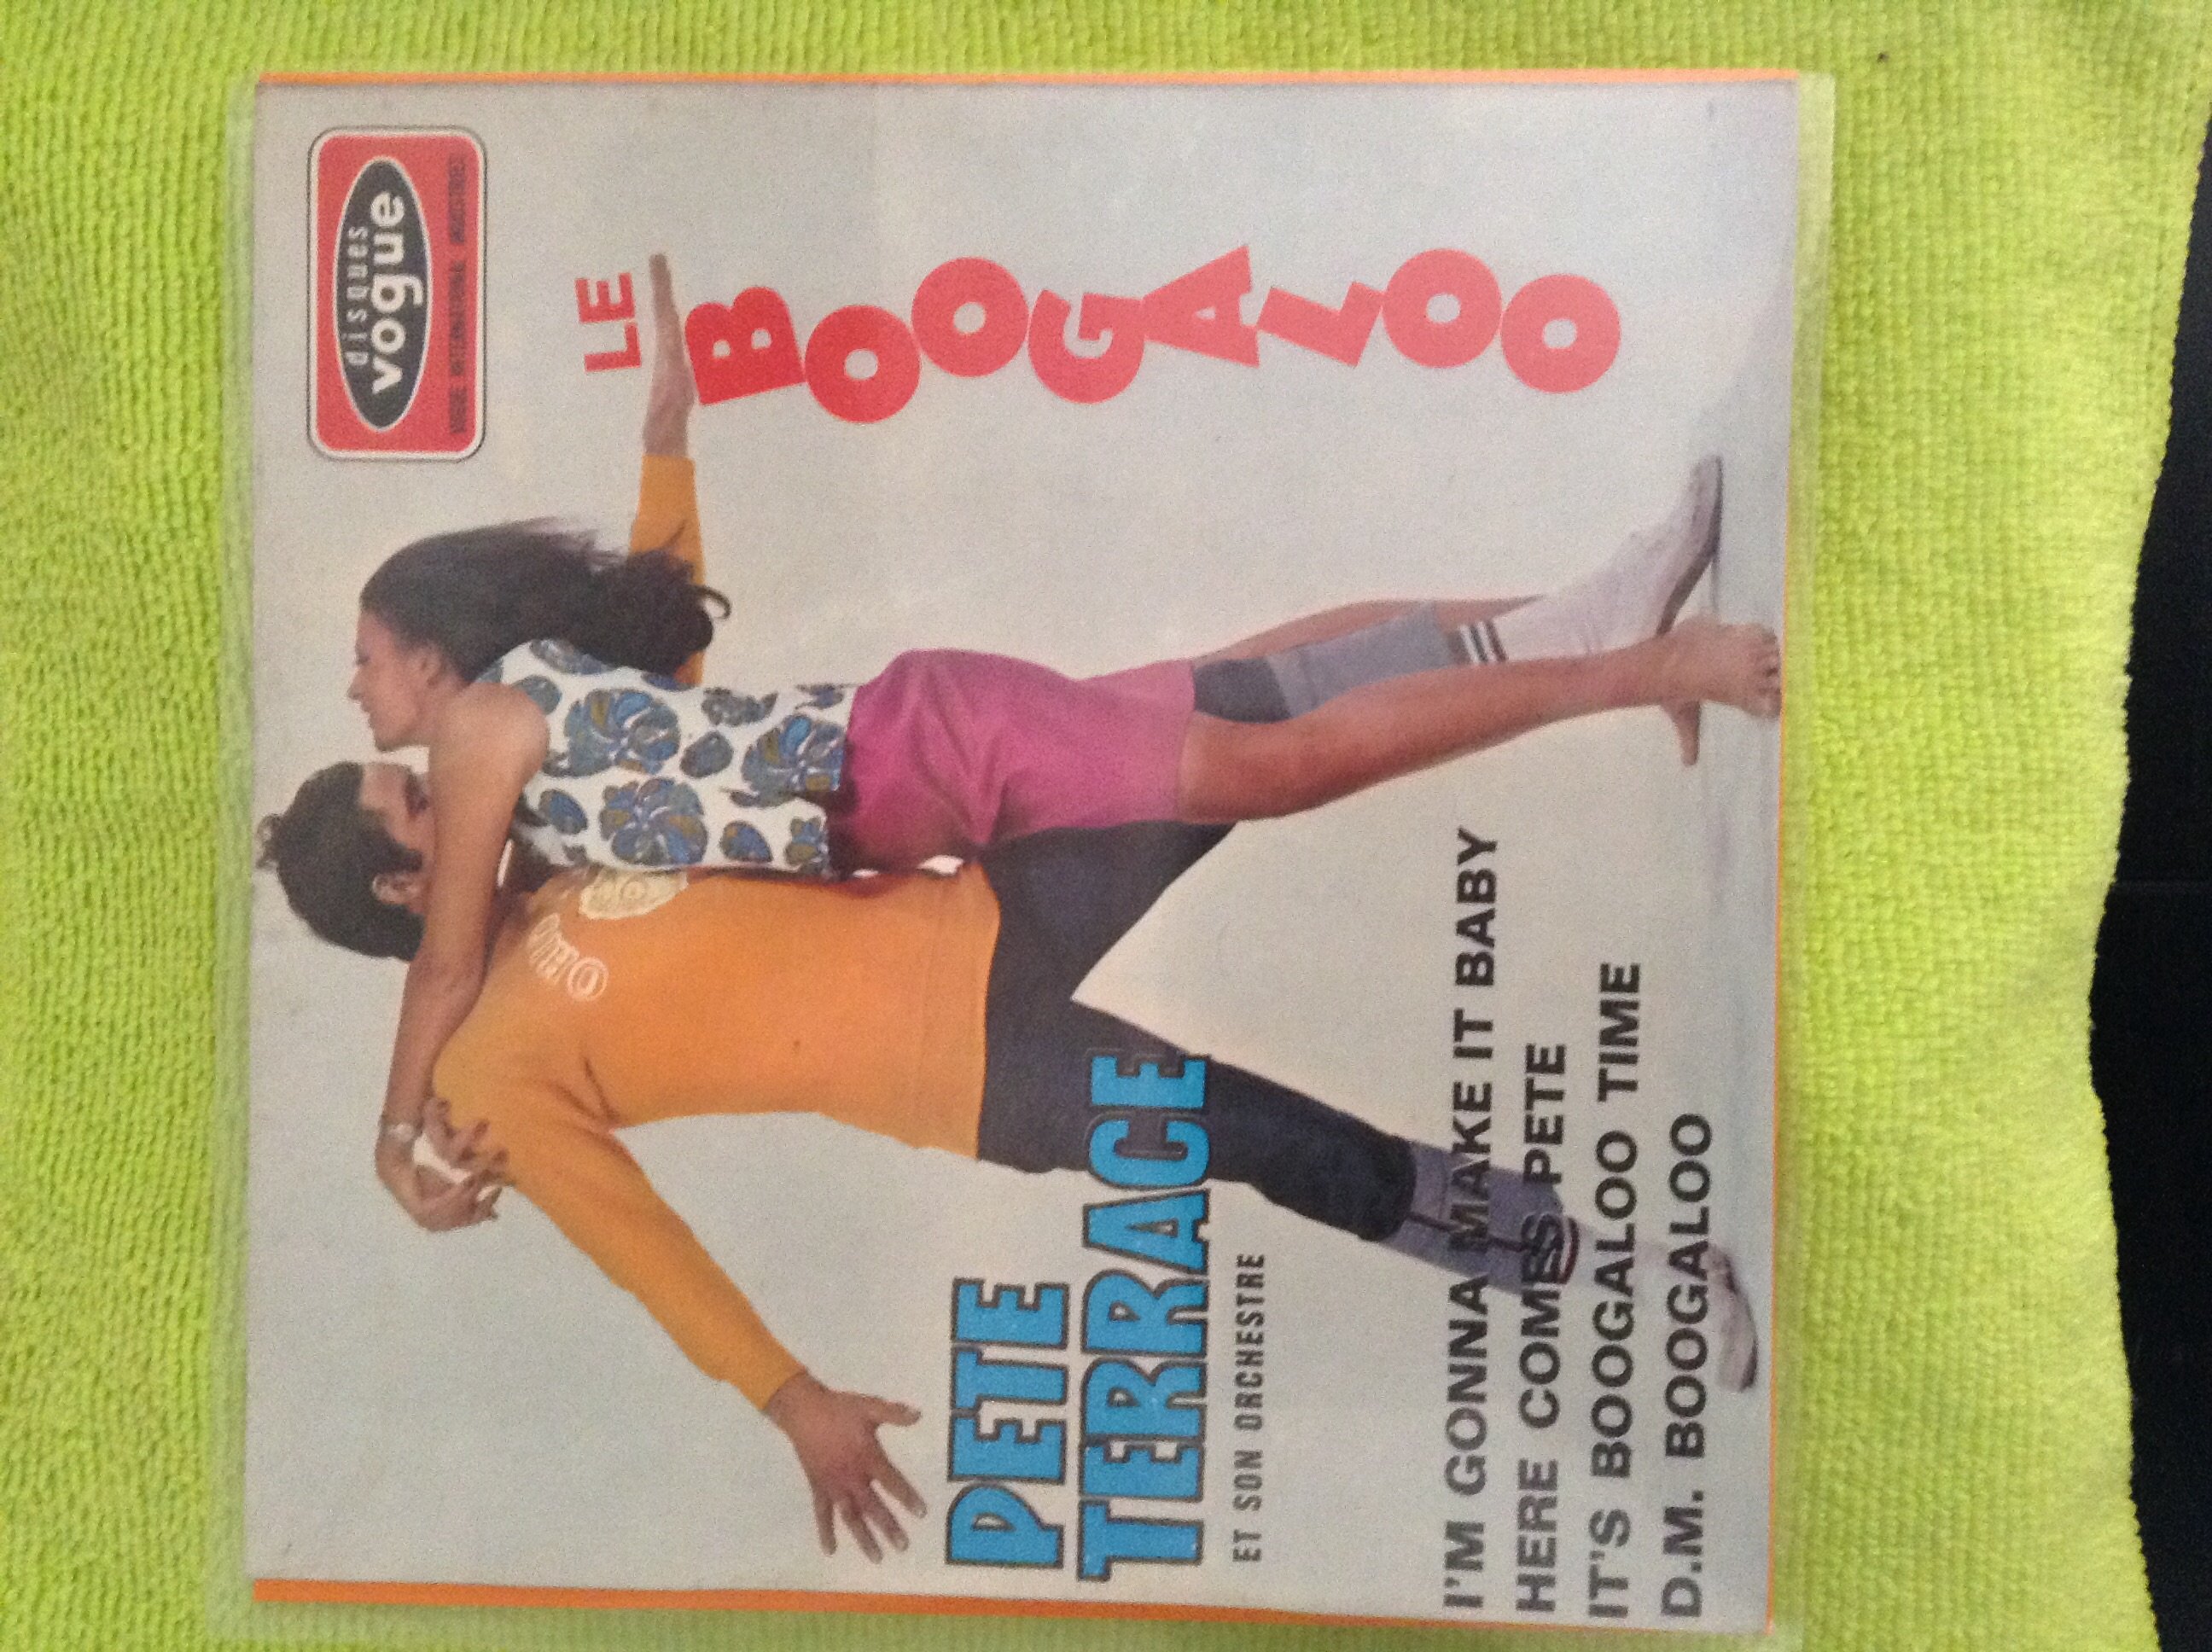 disques
vogue
VOGUE INTERNATIONAL INDUSTRIES
LE
BOOGALOO
OHIO
PETE
TERRACE
ET SON ORCHESTRE
I'M GONNA MAKE IT BABY
HERE COMES PETE
IT'S BOOGALOO TIME
D.M. BOOGALOO